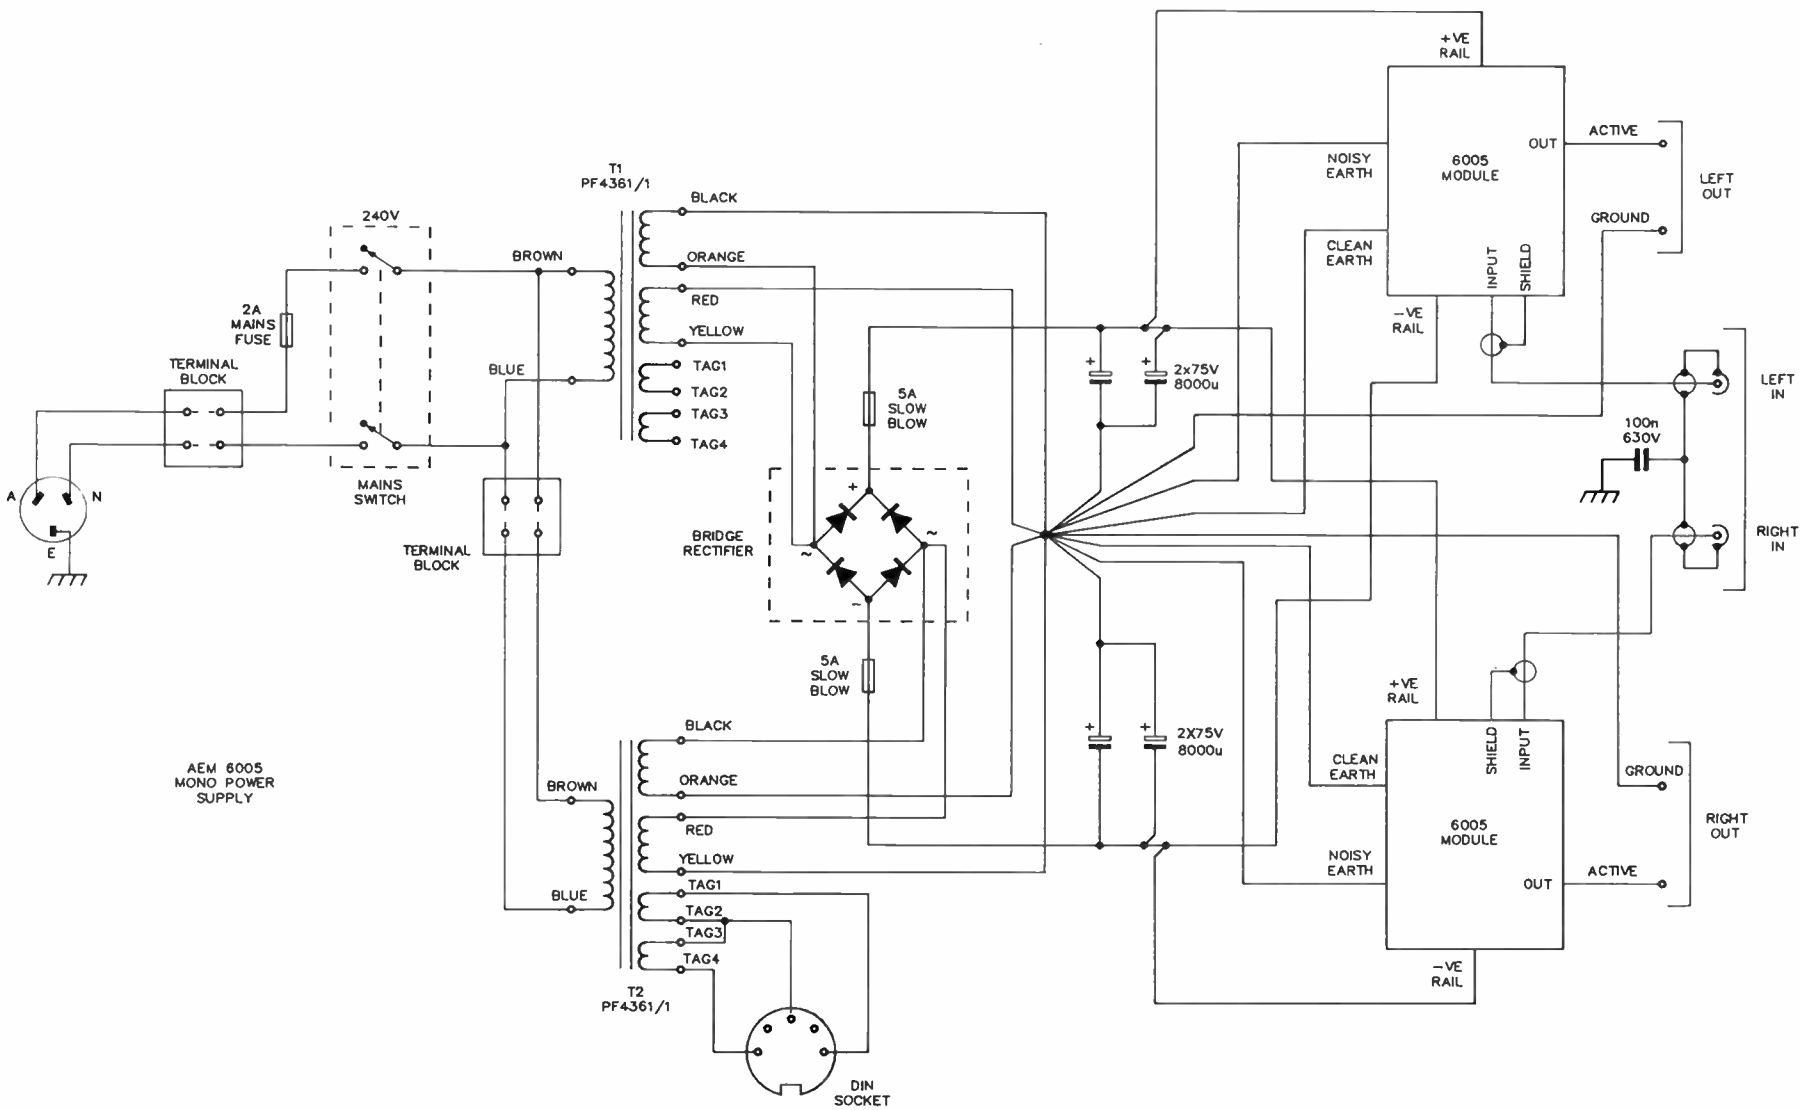 +VE
RAIL
T1
PF4361/1
BLACK
240V
BROWN
ORANGE
RED
YELLOW
2A
MAINS
FUSE
TERMINAL
BLOCK
BLUE
TAG1
TAG2
TAG3
TAG4
A
N
E
MAINS
SWITCH
TERMINAL
BLOCK
5A
SLOW
BLOW
+
+
2x75V
8000u
NOISY
EARTH
CLEAN
EARTH
6005
MODULE
OUT
ACTIVE
LEFT
OUT
GROUND
INPUT
SHIELD
-VE
RAIL
LEFT
IN
100n
630V
RIGHT
IN
BRIDGE
RECTIFIER
+
~
~
-
5A
SLOW
BLOW
AEM 6005
MONO POWER
SUPPLY
BROWN
BLUE
BLACK
ORANGE
RED
YELLOW
TAG1
TAG2
TAG3
TAG4
T2
PF4361/1
DIN
SOCKET
+
+
2X75V
8000u
+VE
RAIL
SHIELD
INPUT
CLEAN
EARTH
6005
MODULE
NOISY
EARTH
OUT
GROUND
RIGHT
OUT
ACTIVE
-VE
RAIL